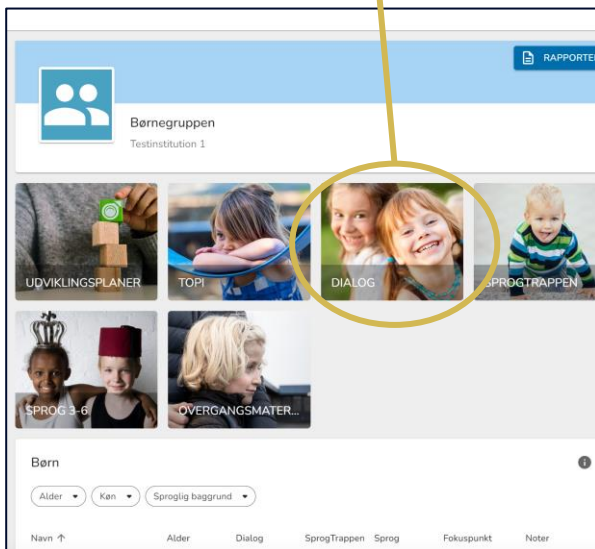 RAPPORTER
Børnegruppen
Testinstitution 1
UDVIKLINGSPLANER TOPI DIALOG SPROGTRAPPEN
SPROG 3-6 OVERGANGSMATER...
Børn
Alder Køn Sproglig baggrund
Navn ↑ Alder Dialog SprogTrappen Sprog Fokuspunkt Noter